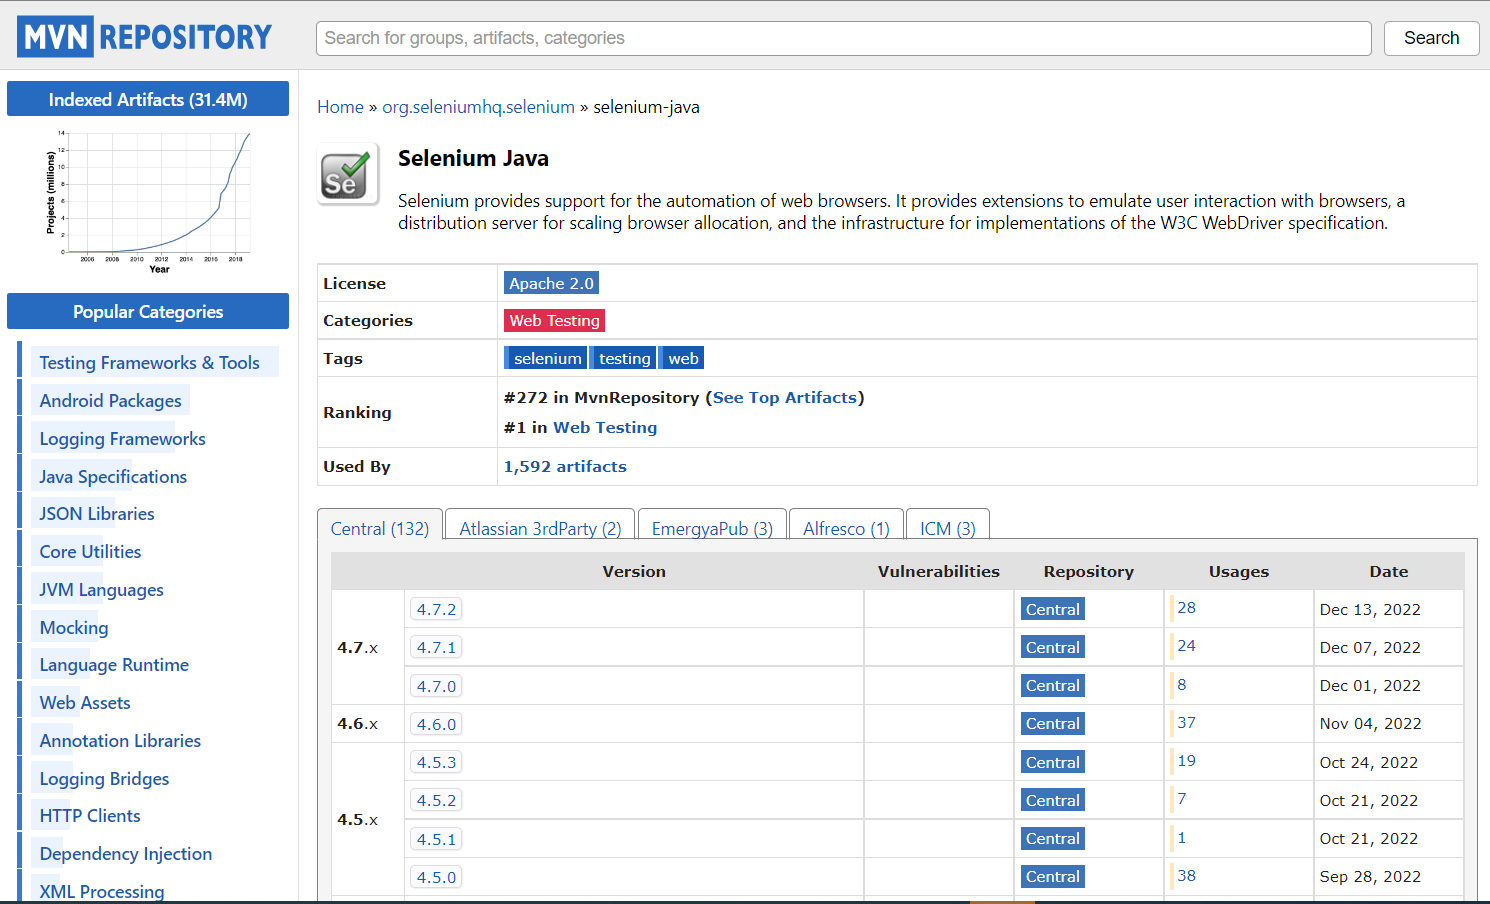 MVN REPOSITORY
Search for groups, artifacts, categories
Search
Indexed Artifacts (31.4M)
Projects (millions)
14
12
10
8
6
4
2
0
2006 2008 2010 2012 2014 2016 2018
Year
Popular Categories
Testing Frameworks & Tools
Android Packages
Logging Frameworks
Java Specifications
JSON Libraries
Core Utilities
JVM Languages
Mocking
Language Runtime
Web Assets
Annotation Libraries
Logging Bridges
HTTP Clients
Dependency Injection
XML Processing
Home » org.seleniumhq.selenium » selenium-java
Se
Selenium Java
Selenium provides support for the automation of web browsers. It provides extensions to emulate user interaction with browsers, a
distribution server for scaling browser allocation, and the infrastructure for implementations of the W3C WebDriver specification.
License Apache 2.0
Categories Web Testing
Tags selenium testing web
Ranking
#272 in MvnRepository (See Top Artifacts)
#1 in Web Testing
Used By 1,592 artifacts
Central (132) Atlassian 3rdParty (2) EmergyaPub (3) Alfresco (1) ICM (3)
Version Vulnerabilities Repository Usages Date
4.7.x
4.7.2 Central 28 Dec 13, 2022
4.7.1 Central 24 Dec 07, 2022
4.7.0 Central 8 Dec 01, 2022
4.6.x
4.6.0 Central 37 Nov 04, 2022
4.5.x
4.5.3 Central 19 Oct 24, 2022
4.5.2 Central 7 Oct 21, 2022
4.5.1 Central 1 Oct 21, 2022
4.5.0 Central 38 Sep 28, 2022